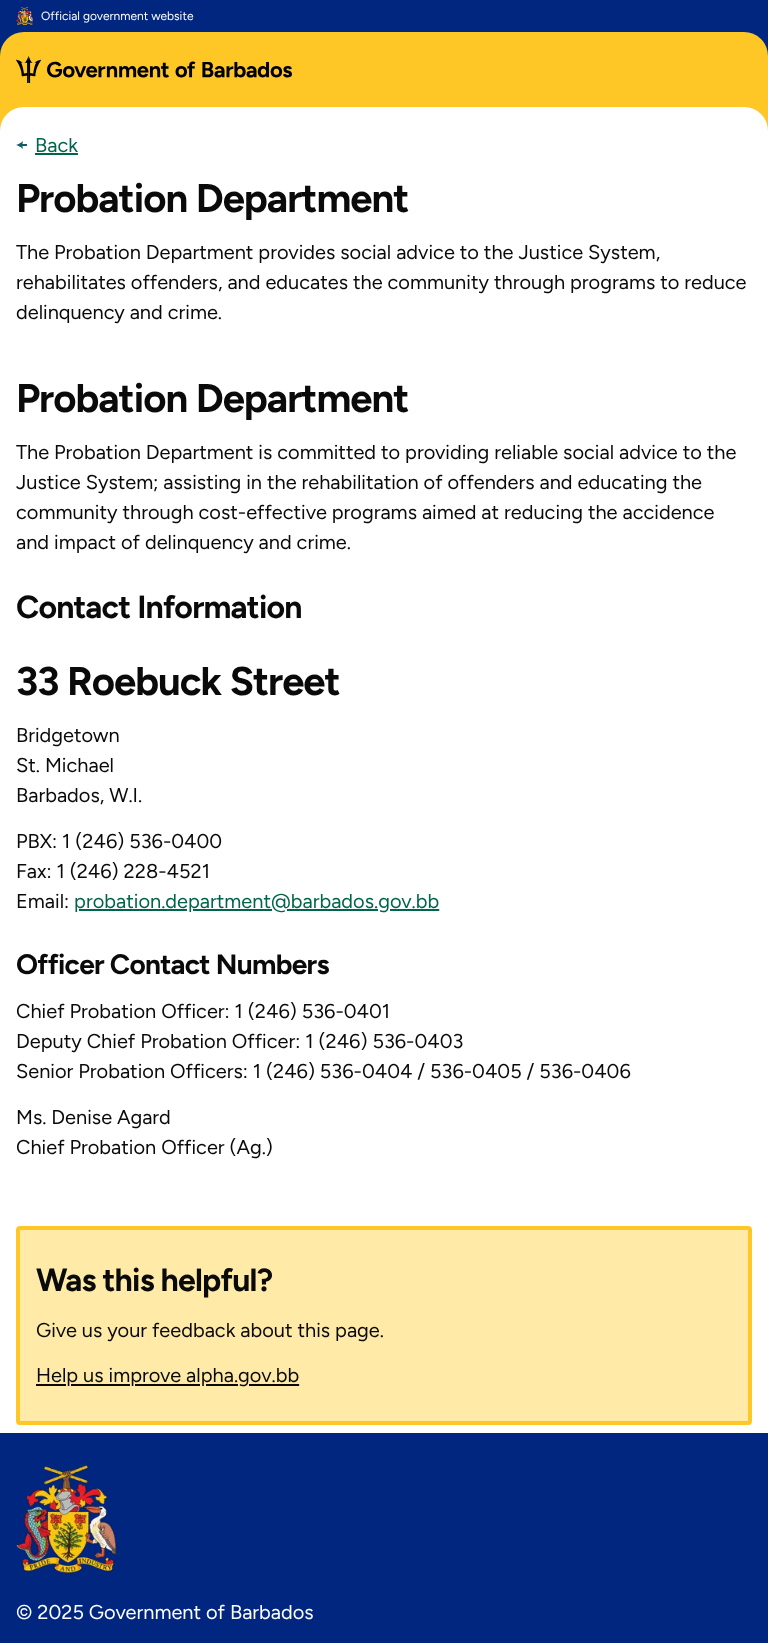 Official government website
Government of Barbados
Back
Probation Department
The Probation Department provides social advice to the Justice System,
rehabilitates offenders, and educates the community through programs to reduce
delinquency and crime.
Probation Department
The Probation Department is committed to providing reliable social advice to the
Justice System; assisting in the rehabilitation of offenders and educating the
community through cost-effective programs aimed at reducing the accidence
and impact of delinquency and crime.
Contact Information
33 Roebuck Street
Bridgetown
St. Michael
Barbados, W.I.
PBX: 1 (246) 536-0400
Fax: 1 (246) 228-4521
Email: probation.department@barbados.gov.bb
Officer Contact Numbers
Chief Probation Officer: 1 (246) 536-0401
Deputy Chief Probation Officer: 1 (246) 536-0403
Senior Probation Officers: 1 (246) 536-0404 / 536-0405 / 536-0406
Ms. Denise Agard
Chief Probation Officer (Ag.)
Was this helpful?
Give us your feedback about this page.
Help us improve alpha.gov.bb
PRIDE AND INDUSTRY
© 2025 Government of Barbados